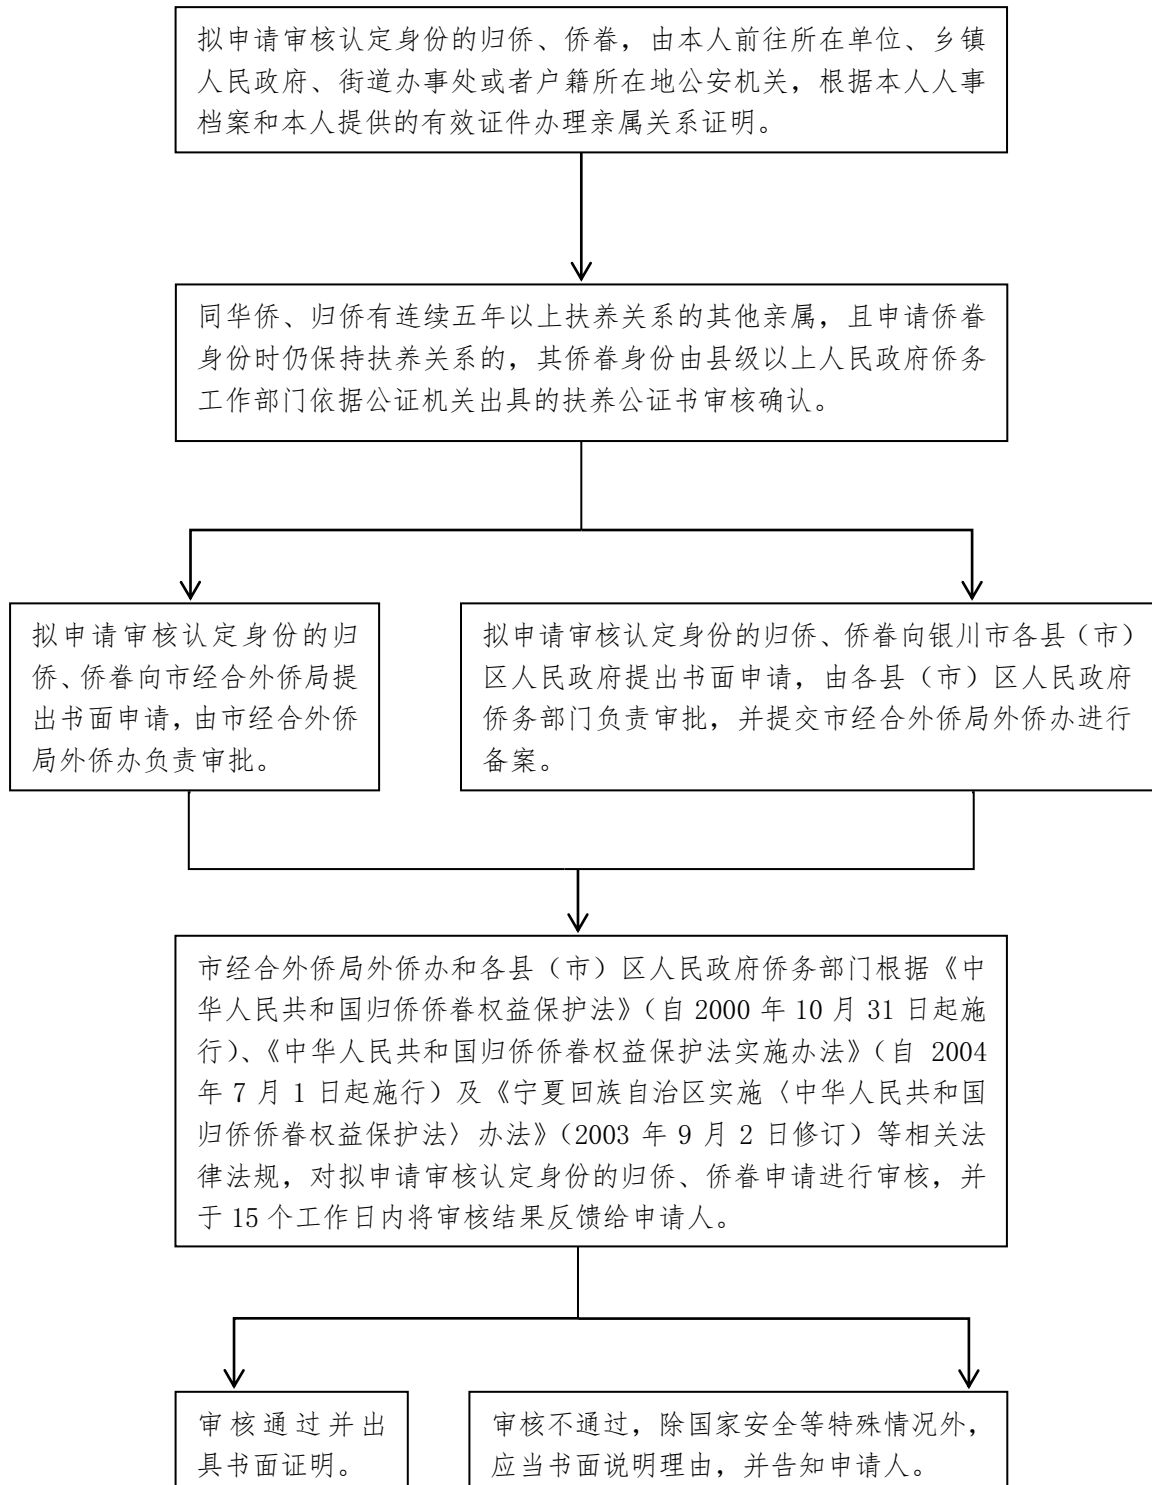 拟申请审核认定身份的归侨、侨眷，由本人前往所在单位、乡镇
人民政府、街道办事处或者户籍所在地公安机关，根据本人人事
档案和本人提供的有效证件办理亲属关系证明。
同华侨、归侨有连续五年以上扶养关系的其他亲属，且申请侨眷
身份时仍保持扶养关系的，其侨眷身份由县级以上人民政府侨务
工作部门依据公证机关出具的扶养公证书审核确认。
拟申请审核认定身份的归
侨、侨眷向市经合外侨局提
出书面申请，由市经合外侨
局外侨办负责审批。
拟申请审核认定身份的归侨、侨眷向银川市各县（市）
区人民政府提出书面申请，由各县（市）区人民政府
侨务部门负责审批，并提交市经合外侨局外侨办进行
备案。
市经合外侨局外侨办和各县（市）区人民政府侨务部门根据《中
华人民共和国归侨侨眷权益保护法》（自 2000 年 10 月 31 日起施
行）、《中华人民共和国归侨侨眷权益保护法实施办法》（自 2004
年 7 月 1 日起施行）及《宁夏回族自治区实施〈中华人民共和国
归侨侨眷权益保护法〉办法》（2003 年 9 月 2 日修订）等相关法
律法规，对拟申请审核认定身份的归侨、侨眷申请进行审核，并
于 15 个工作日内将审核结果反馈给申请人。
审核通过并出
具书面证明。
审核不通过，除国家安全等特殊情况外，
应当书面说明理由，并告知申请人。